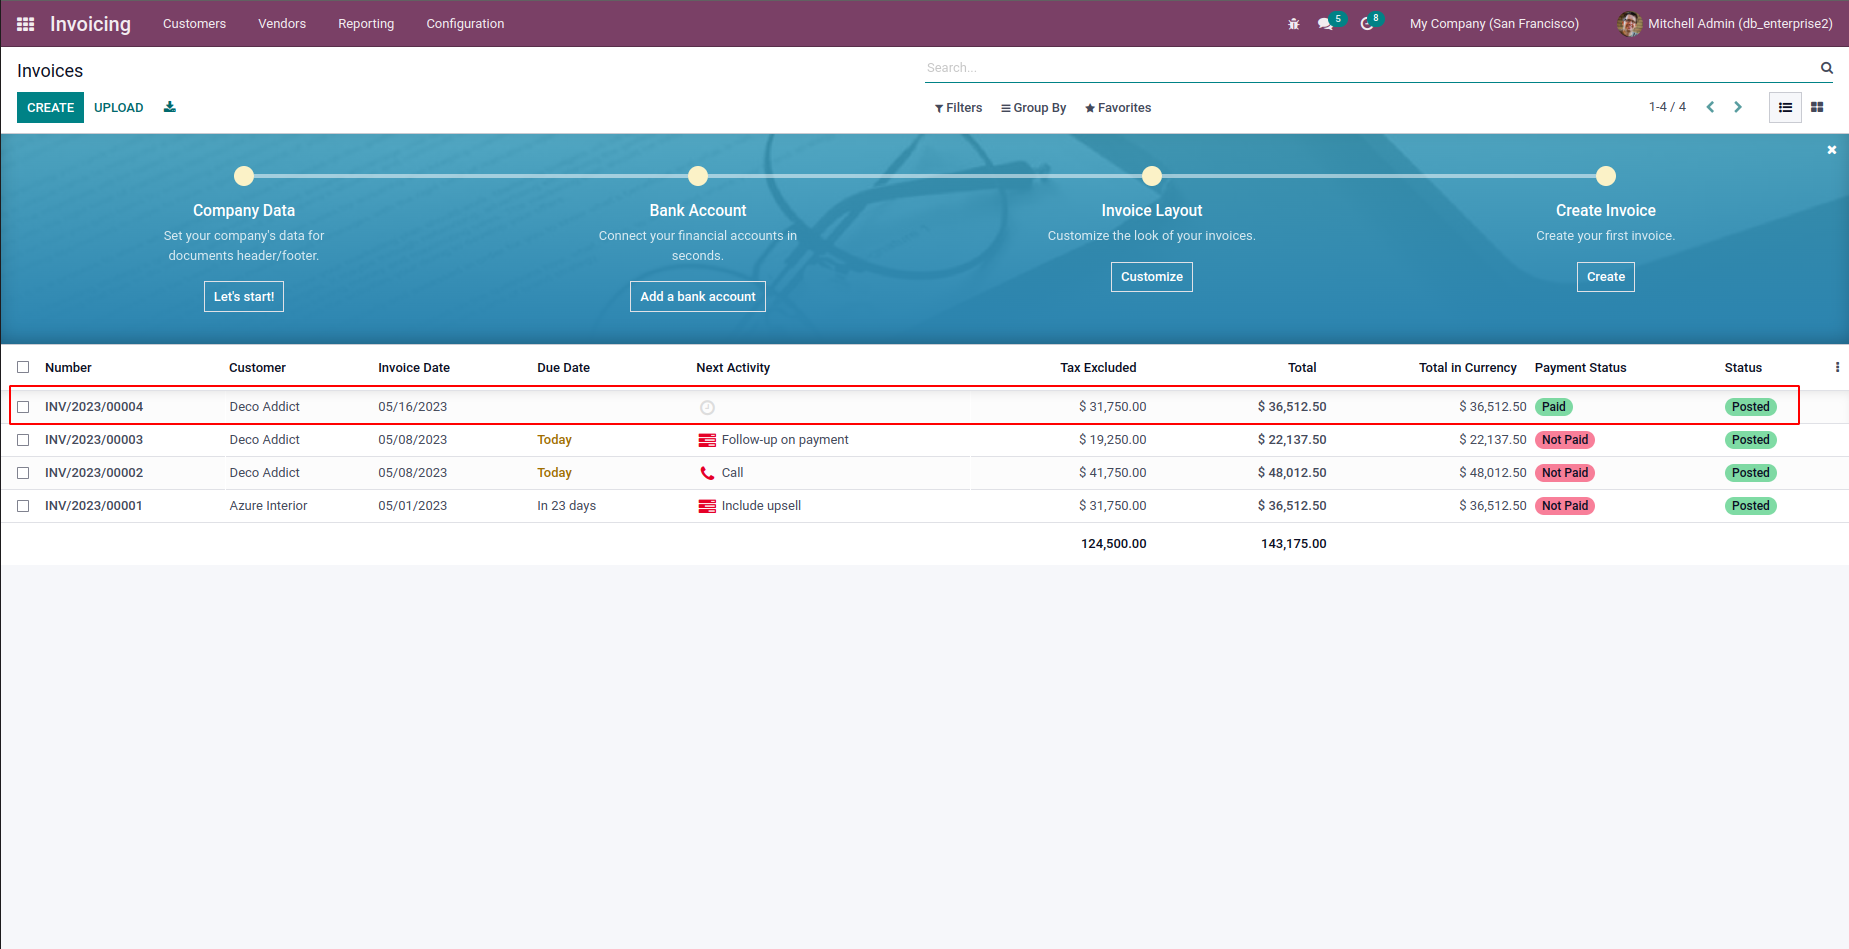 Invoicing Customers Vendors Reporting Configuration 5 8 My Company (San Francisco) Mitchell Admin (db_enterprise2)
Invoices
Search...
CREATE UPLOAD
Filters Group By Favorites
1-4 / 4
Company Data
Set your company's data for
documents header/footer.
Let's start!
Bank Account
Connect your financial accounts in
seconds.
Add a bank account
Invoice Layout
Customize the look of your invoices.
Customize
Create Invoice
Create your first invoice.
Create
Number Customer Invoice Date Due Date Next Activity Tax Excluded Total Total in Currency Payment Status Status
INV/2023/00004 Deco Addict 05/16/2023 $ 31,750.00 $ 36,512.50 $ 36,512.50 Paid Posted
INV/2023/00003 Deco Addict 05/08/2023 Today Follow-up on payment $ 19,250.00 $ 22,137.50 $ 22,137.50 Not Paid Posted
INV/2023/00002 Deco Addict 05/08/2023 Today Call $ 41,750.00 $ 48,012.50 $ 48,012.50 Not Paid Posted
INV/2023/00001 Azure Interior 05/01/2023 In 23 days Include upsell $ 31,750.00 $ 36,512.50 $ 36,512.50 Not Paid Posted
124,500.00 143,175.00